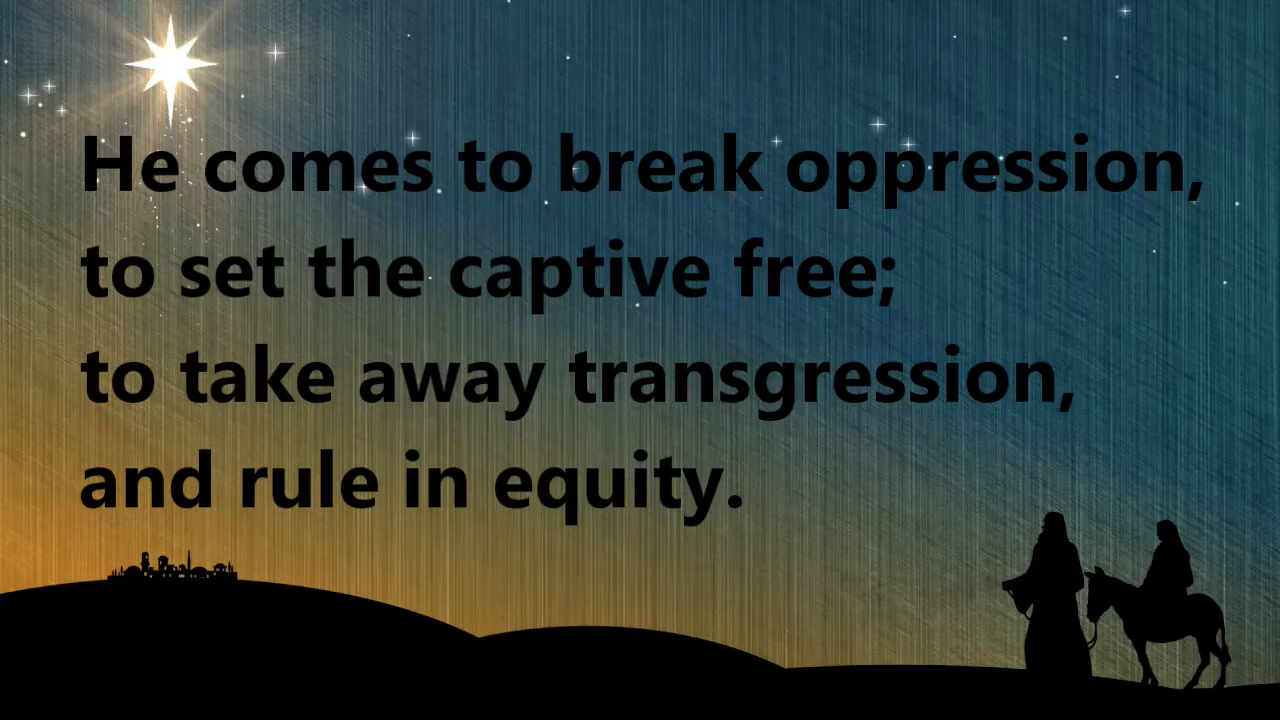 He comes to break oppression,
to set the captive free;
to take away transgression,
and rule in equity.